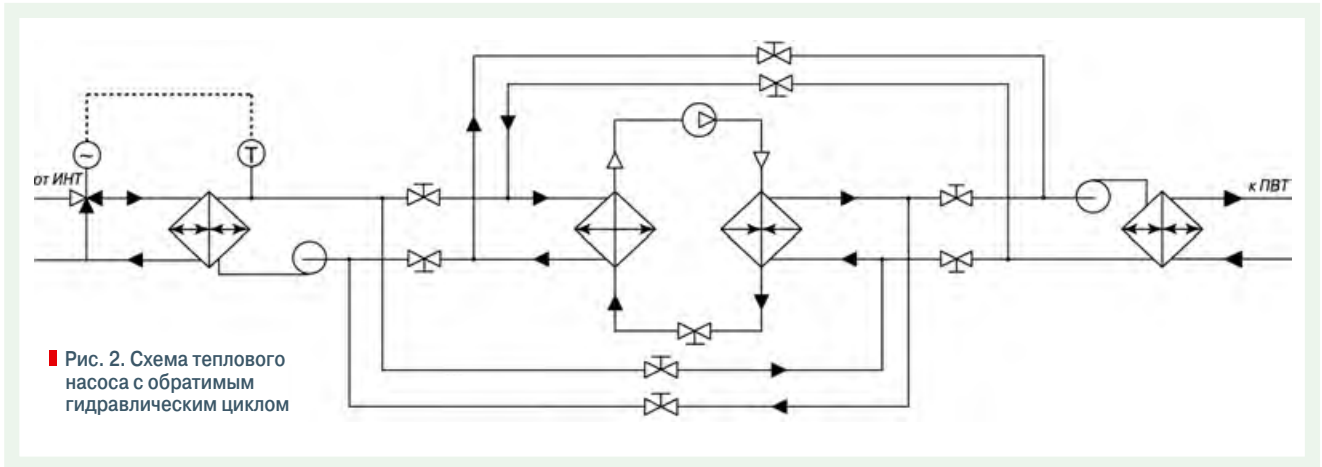 ~
T
от ИНТ
к ПВТ
Рис. 2. Схема теплового
насоса с обратимым
гидравлическим циклом